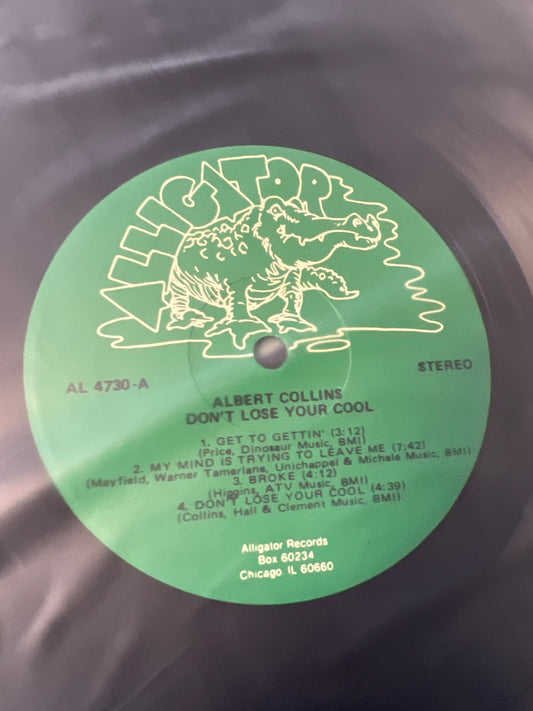 ALLIGATOR
AL 4730-A
STEREO
ALBERT COLLINS
DON'T LOSE YOUR COOL
1. GET TO GETTIN' (3:12)
(Price, Dinosaur Music, BMI)
2. MY MIND IS TRYING TO LEAVE ME (7:42)
(Mayfield, Warner Tamerlane, Unichappel & Michele Music, BMI)
3. BROKE (4:12)
(Higgins, ATV Music, BMI)
4. DON'T LOSE YOUR COOL (4:39)
(Collins, Hall & Clement Music, BMI)
Alligator Records
Box 60234
Chicago IL 60660